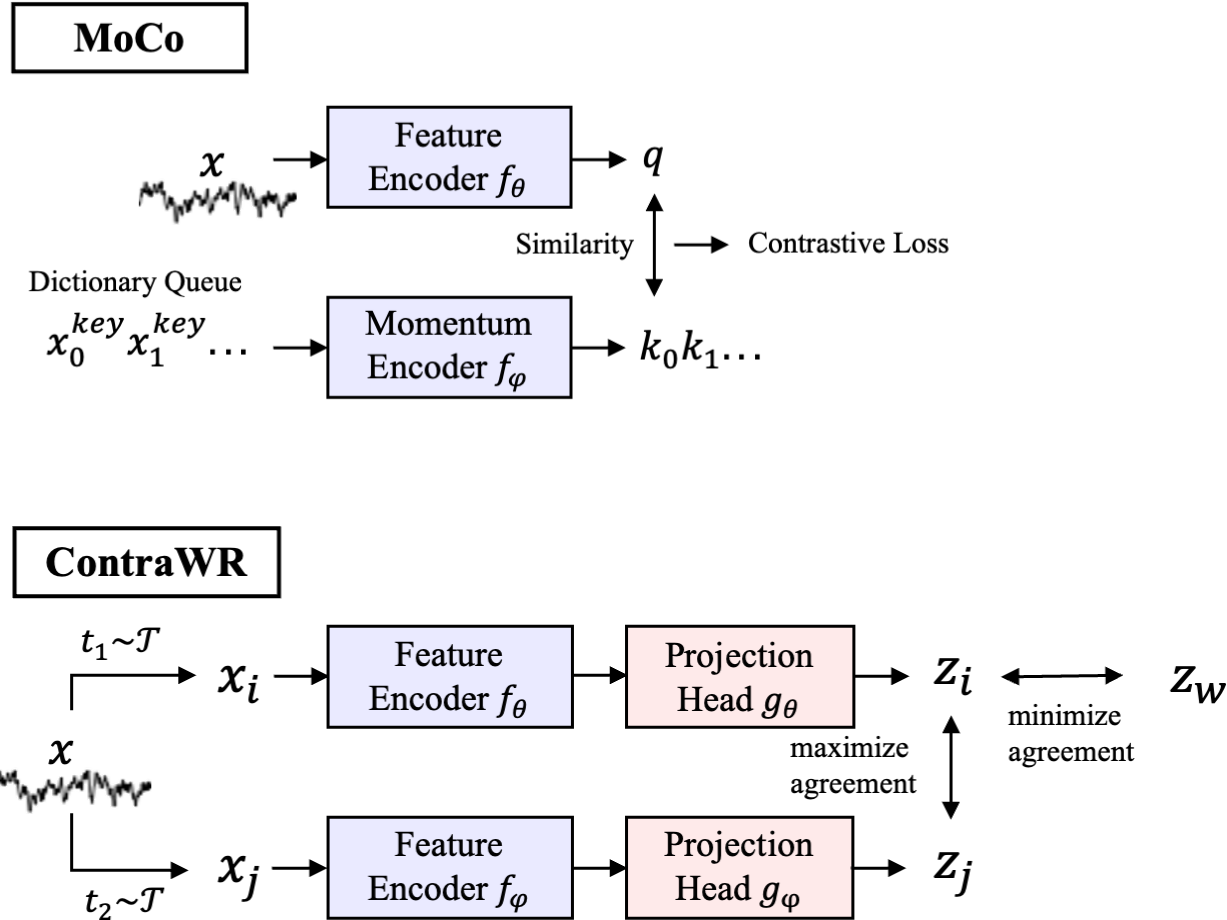 MoCo
x
Feature
Encoder f_θ
q
Similarity
Contrastive Loss
Dictionary Queue
x_0^{key} x_1^{key} ...
Momentum
Encoder f_φ
k_0 k_1 ...
ContraWR
t_1~𝒯
x_i
Feature
Encoder f_θ
Projection
Head g_θ
z_i
z_w
minimize
agreement
maximize
agreement
x
x_j
Feature
Encoder f_φ
Projection
Head g_φ
z_j
t_2~𝒯